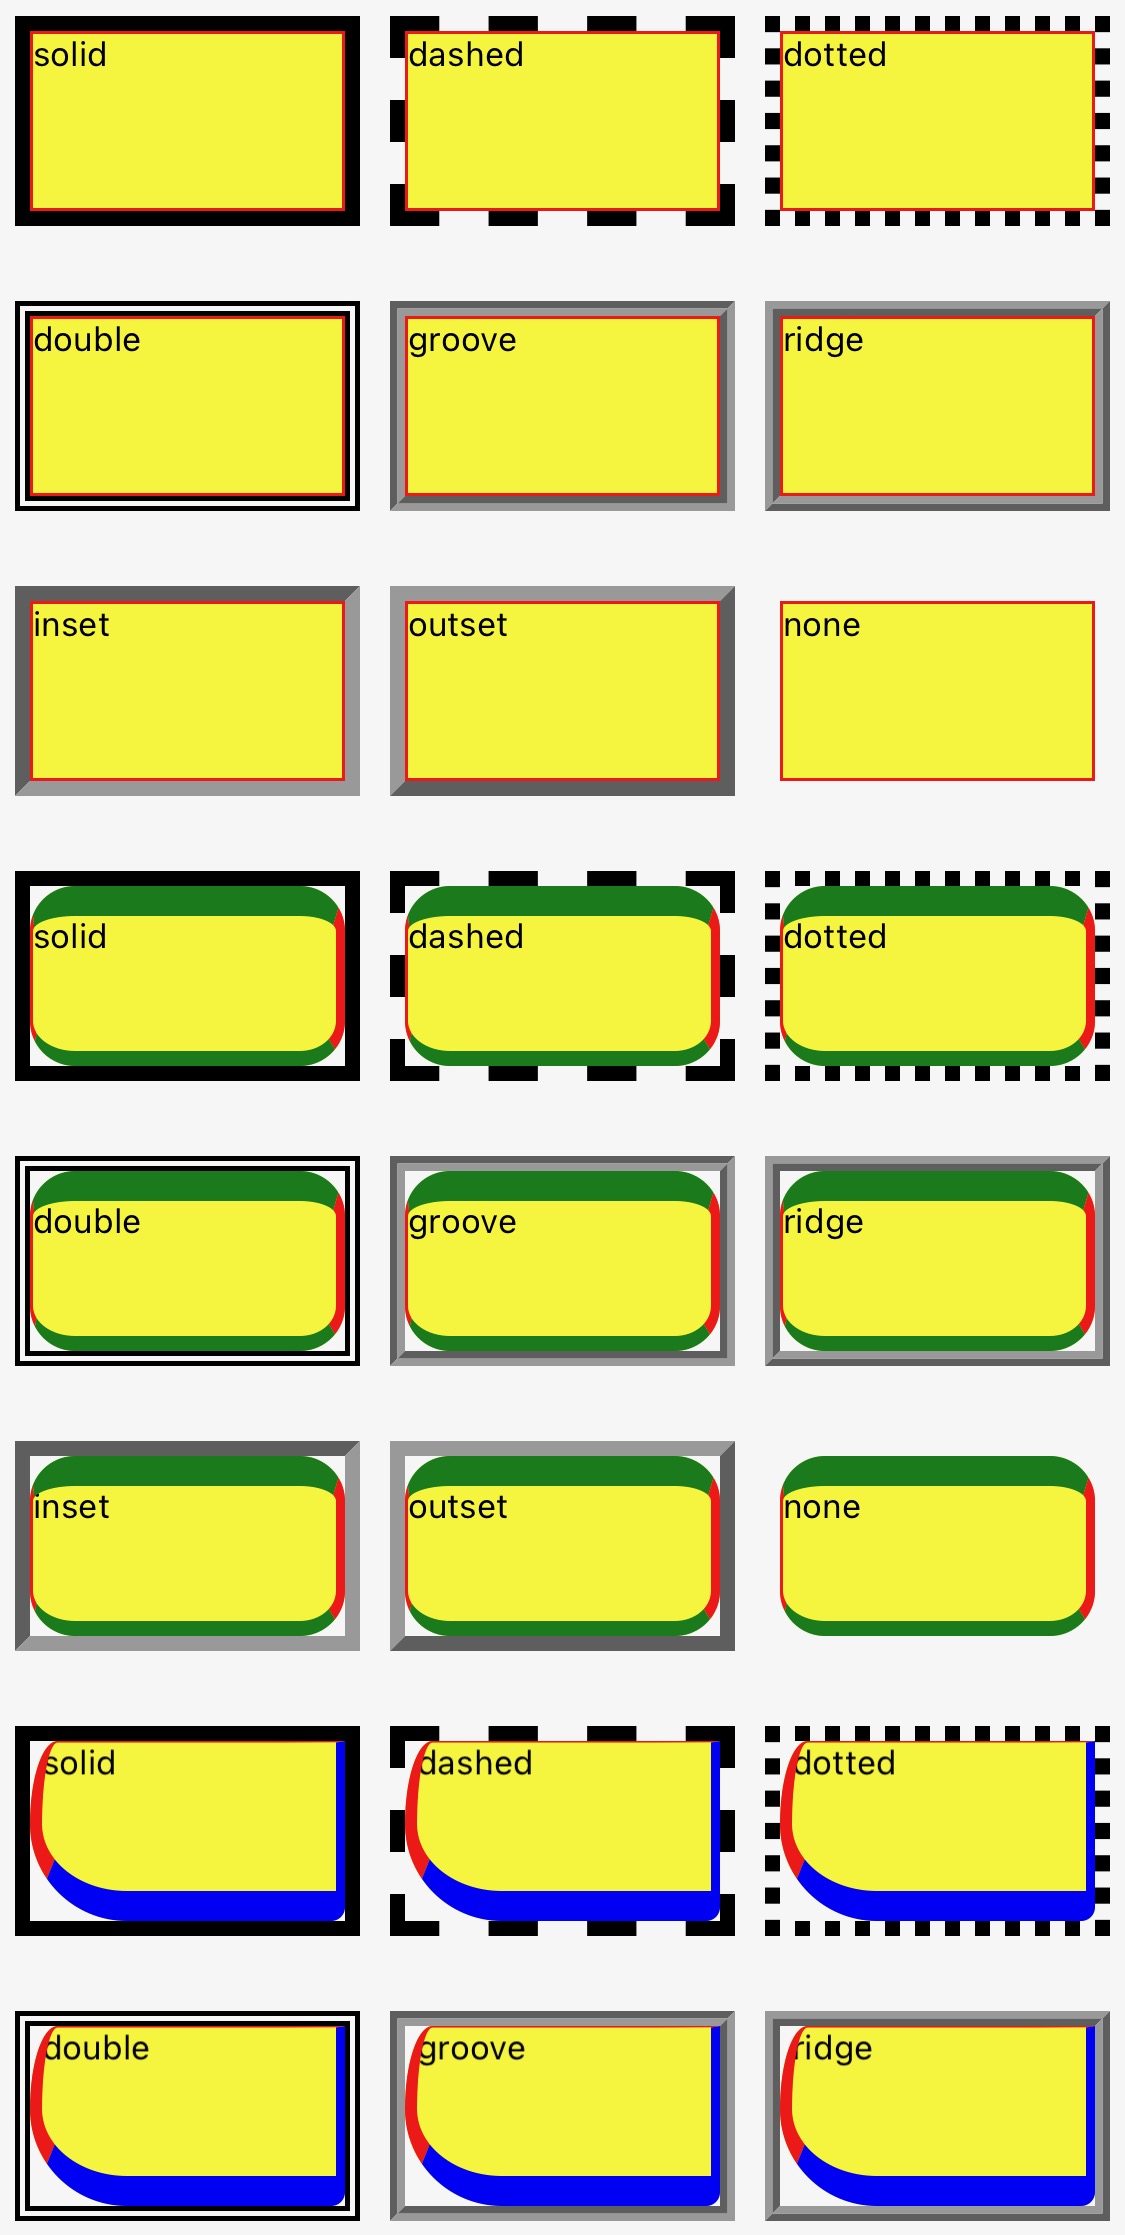 solid
dashed
dotted
double
groove
ridge
inset
outset
none
solid
dashed
dotted
double
groove
ridge
inset
outset
none
solid
dashed
dotted
double
groove
ridge